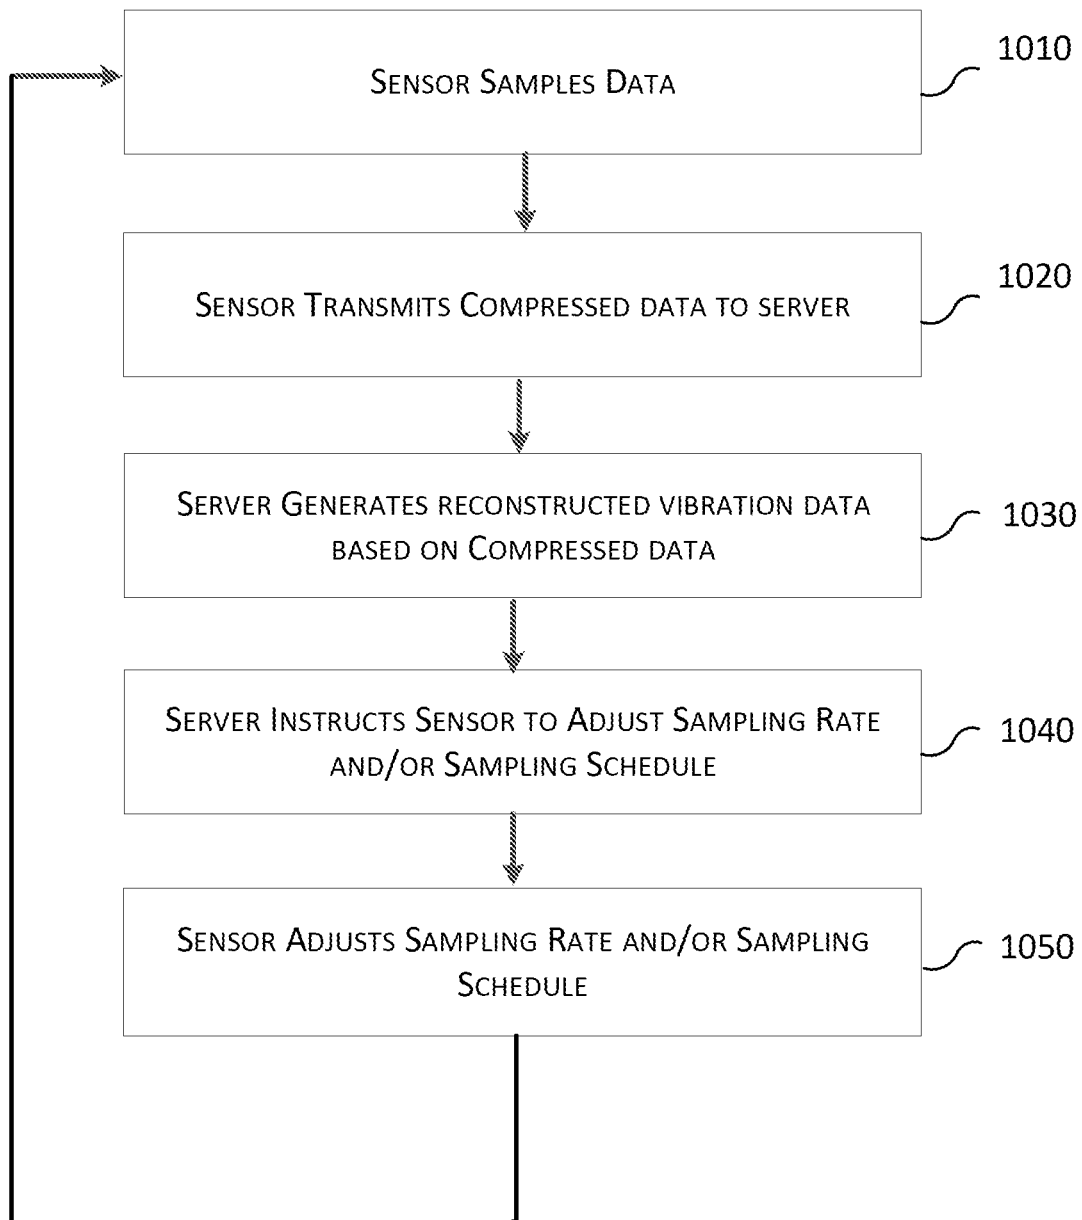 Sensor Samples Data
1010
Sensor Transmits Compressed data to server
1020
Server Generates reconstructed vibration data
based on Compressed data
1030
Server Instructs Sensor to Adjust Sampling Rate
and/or Sampling Schedule
1040
Sensor Adjusts Sampling Rate and/or Sampling
Schedule
1050